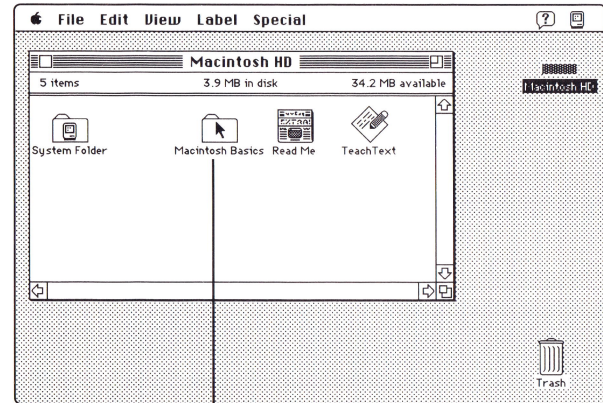 File Edit View Label Special
Macintosh HD
5 items 3.9 MB in disk 34.2 MB available
Macintosh HD
System Folder Macintosh Basics Read Me TeachText
EXTRA!
Trash